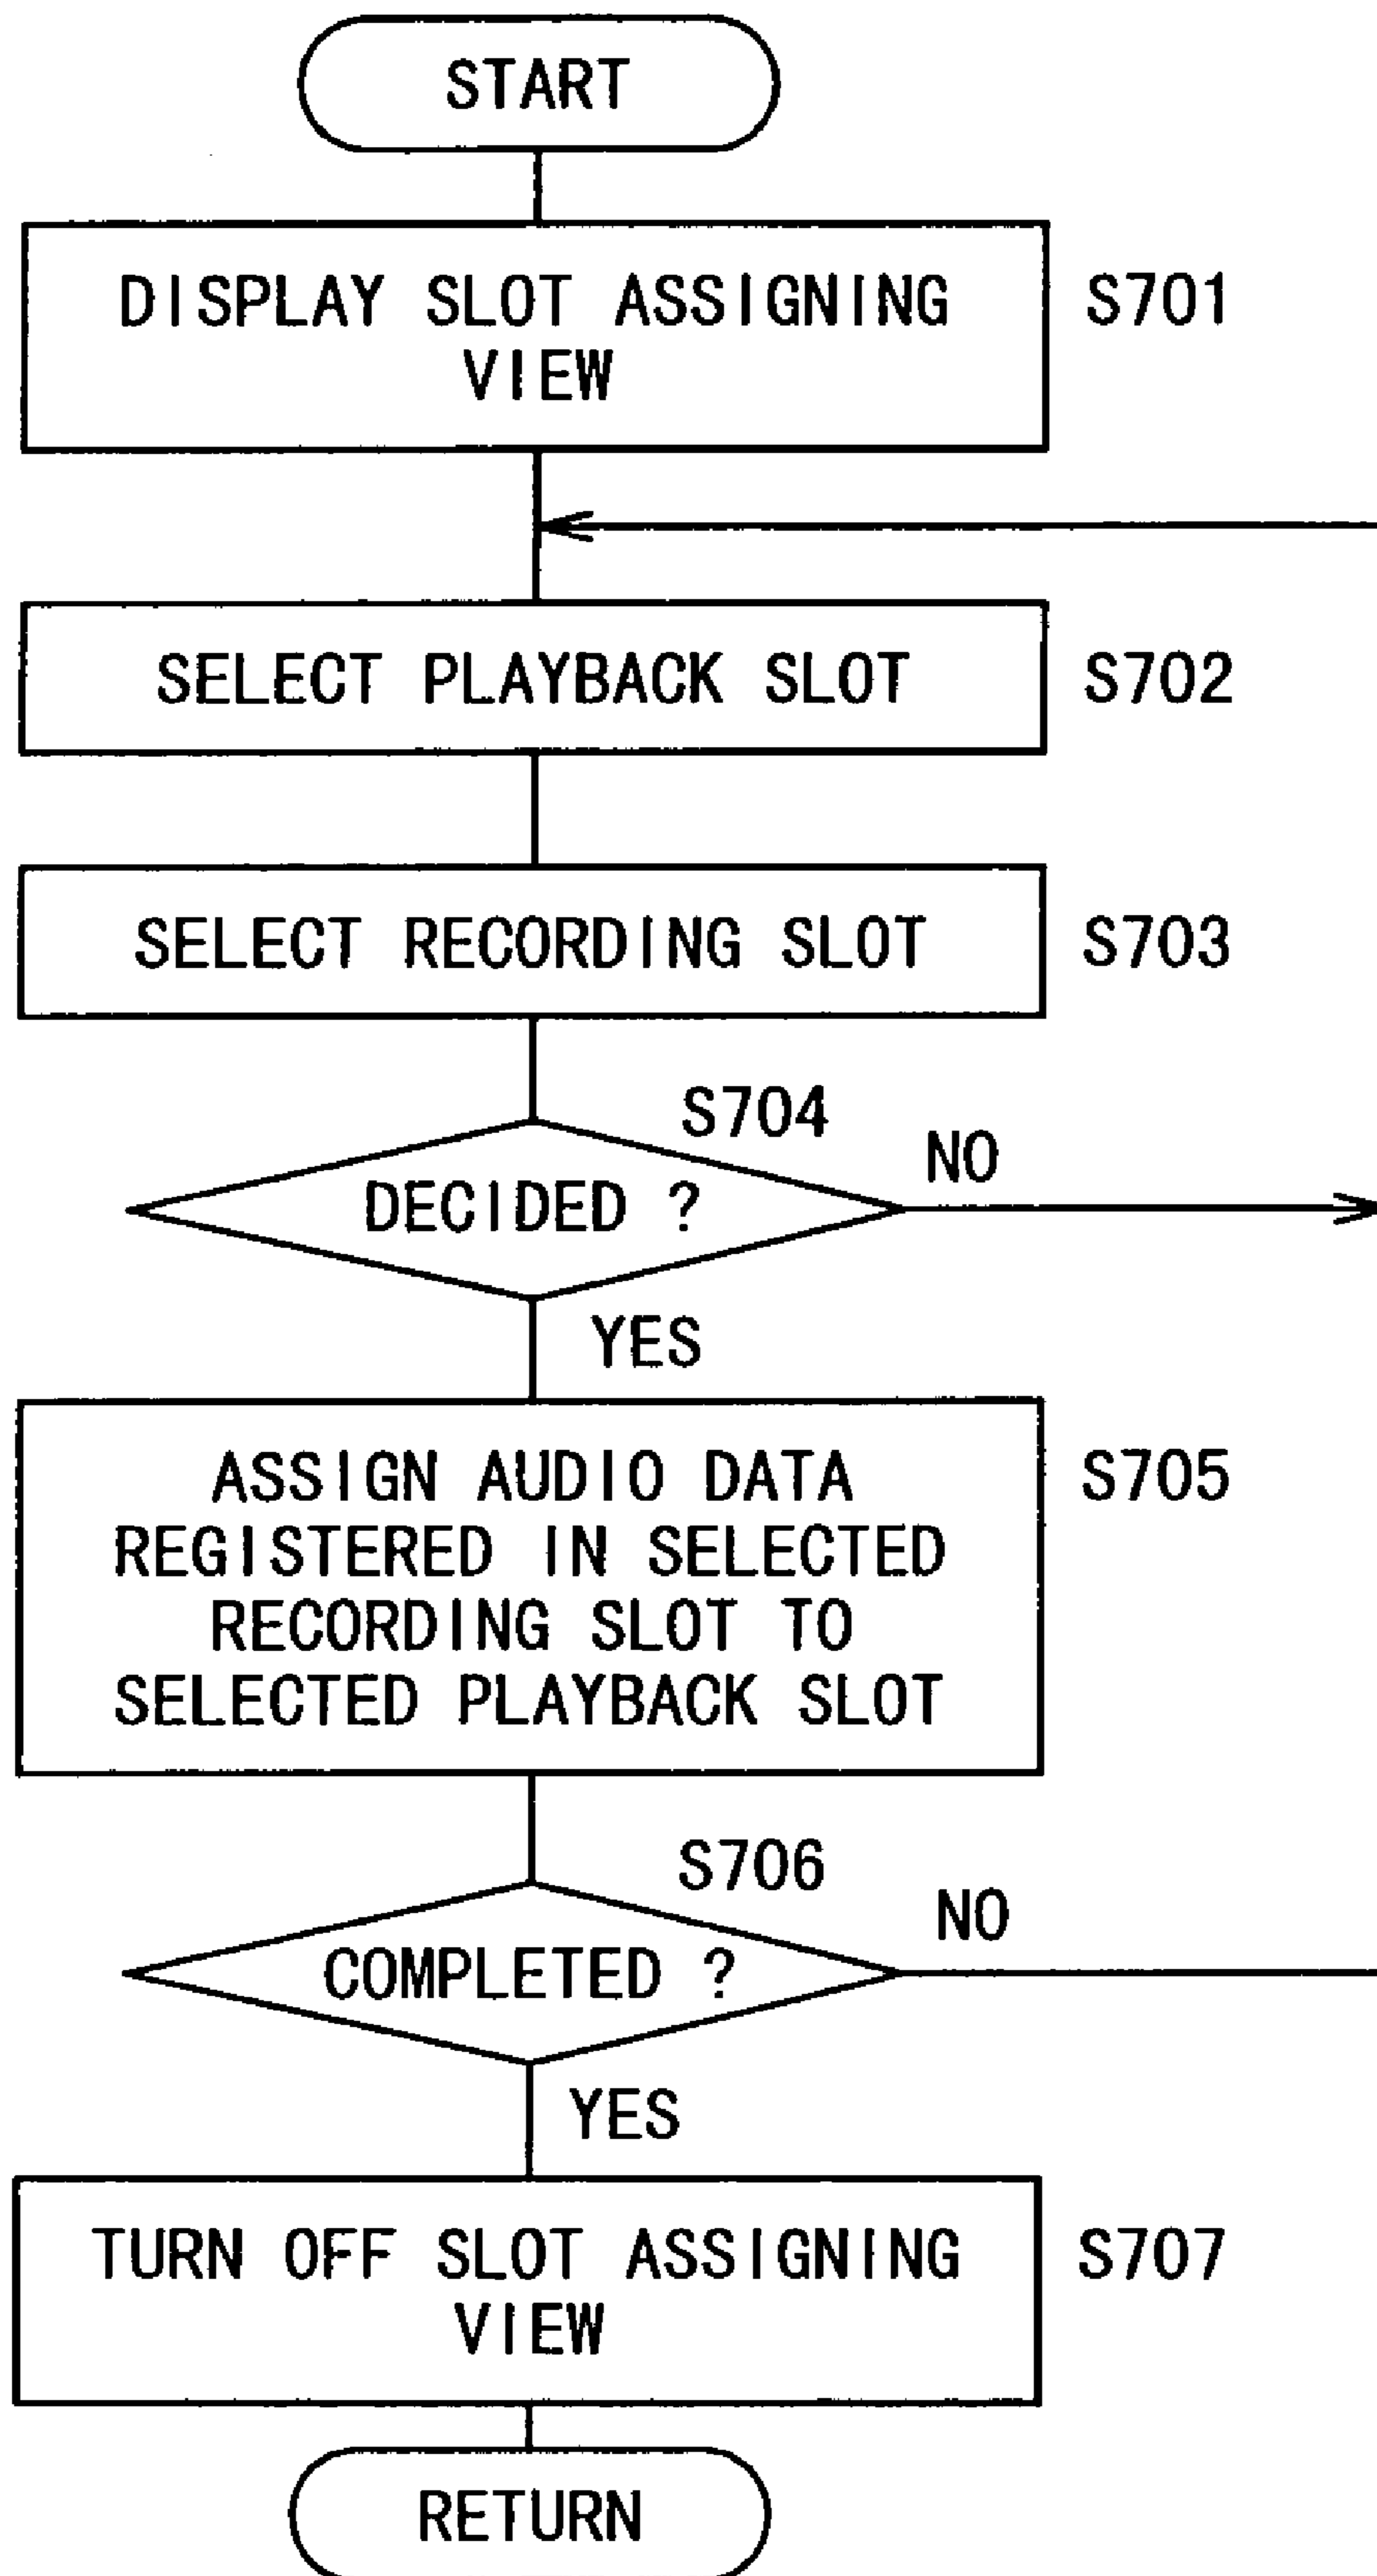 START
DISPLAY SLOT ASSIGNING
VIEW
S701
SELECT PLAYBACK SLOT
S702
SELECT RECORDING SLOT
S703
S704
DECIDED ?
NO
YES
ASSIGN AUDIO DATA
REGISTERED IN SELECTED
RECORDING SLOT TO
SELECTED PLAYBACK SLOT
S705
S706
COMPLETED ?
NO
YES
TURN OFF SLOT ASSIGNING
VIEW
S707
RETURN